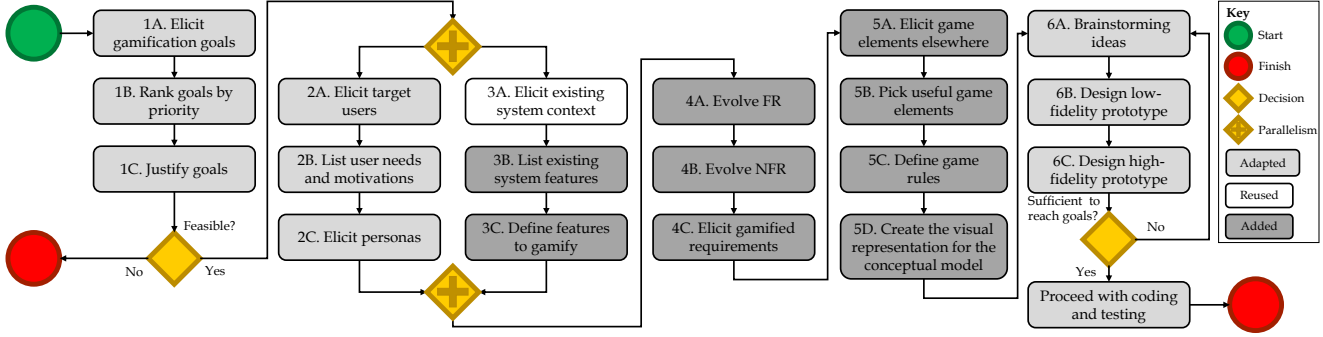 1A. Elicit
gamification goals
1B. Rank goals by
priority
1C. Justify goals
Feasible?
No
Yes
2A. Elicit target
users
2B. List user needs
and motivations
2C. Elicit personas
3A. Elicit existing
system context
3B. List existing
system features
3C. Define features
to gamify
4A. Evolve FR
4B. Evolve NFR
4C. Elicit gamified
requirements
5A. Elicit game
elements elsewhere
5B. Pick useful game
elements
5C. Define game
rules
5D. Create the visual
representation for the
conceptual model
6A. Brainstorming
ideas
6B. Design low-
fidelity prototype
6C. Design high-
fidelity prototype
Sufficient to
reach goals?
No
Yes
Proceed with coding
and testing
Key
Start
Finish
Decision
Parallelism
Adapted
Reused
Added